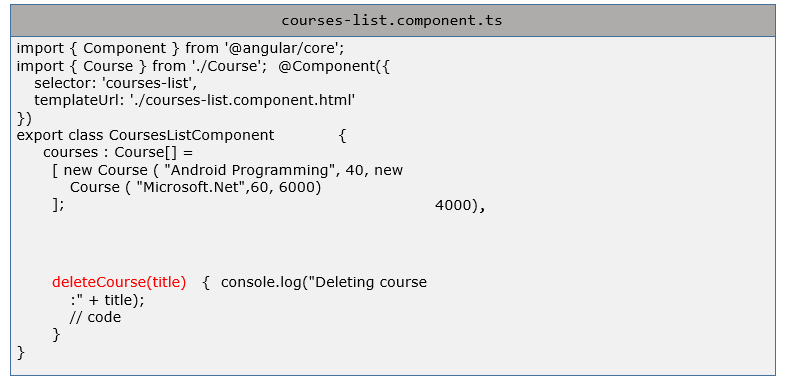 courses-list.component.ts
import { Component } from '@angular/core';
import { Course } from './Course';  @Component({
selector: 'courses-list',
templateUrl: './courses-list.component.html'
})
export class CoursesListComponent {
courses : Course[] =
[ new Course ( "Android Programming", 40, new
Course ( "Microsoft.Net",60, 6000)
]; 4000),
deleteCourse(title) { console.log("Deleting course
:" + title);
// code
}
}